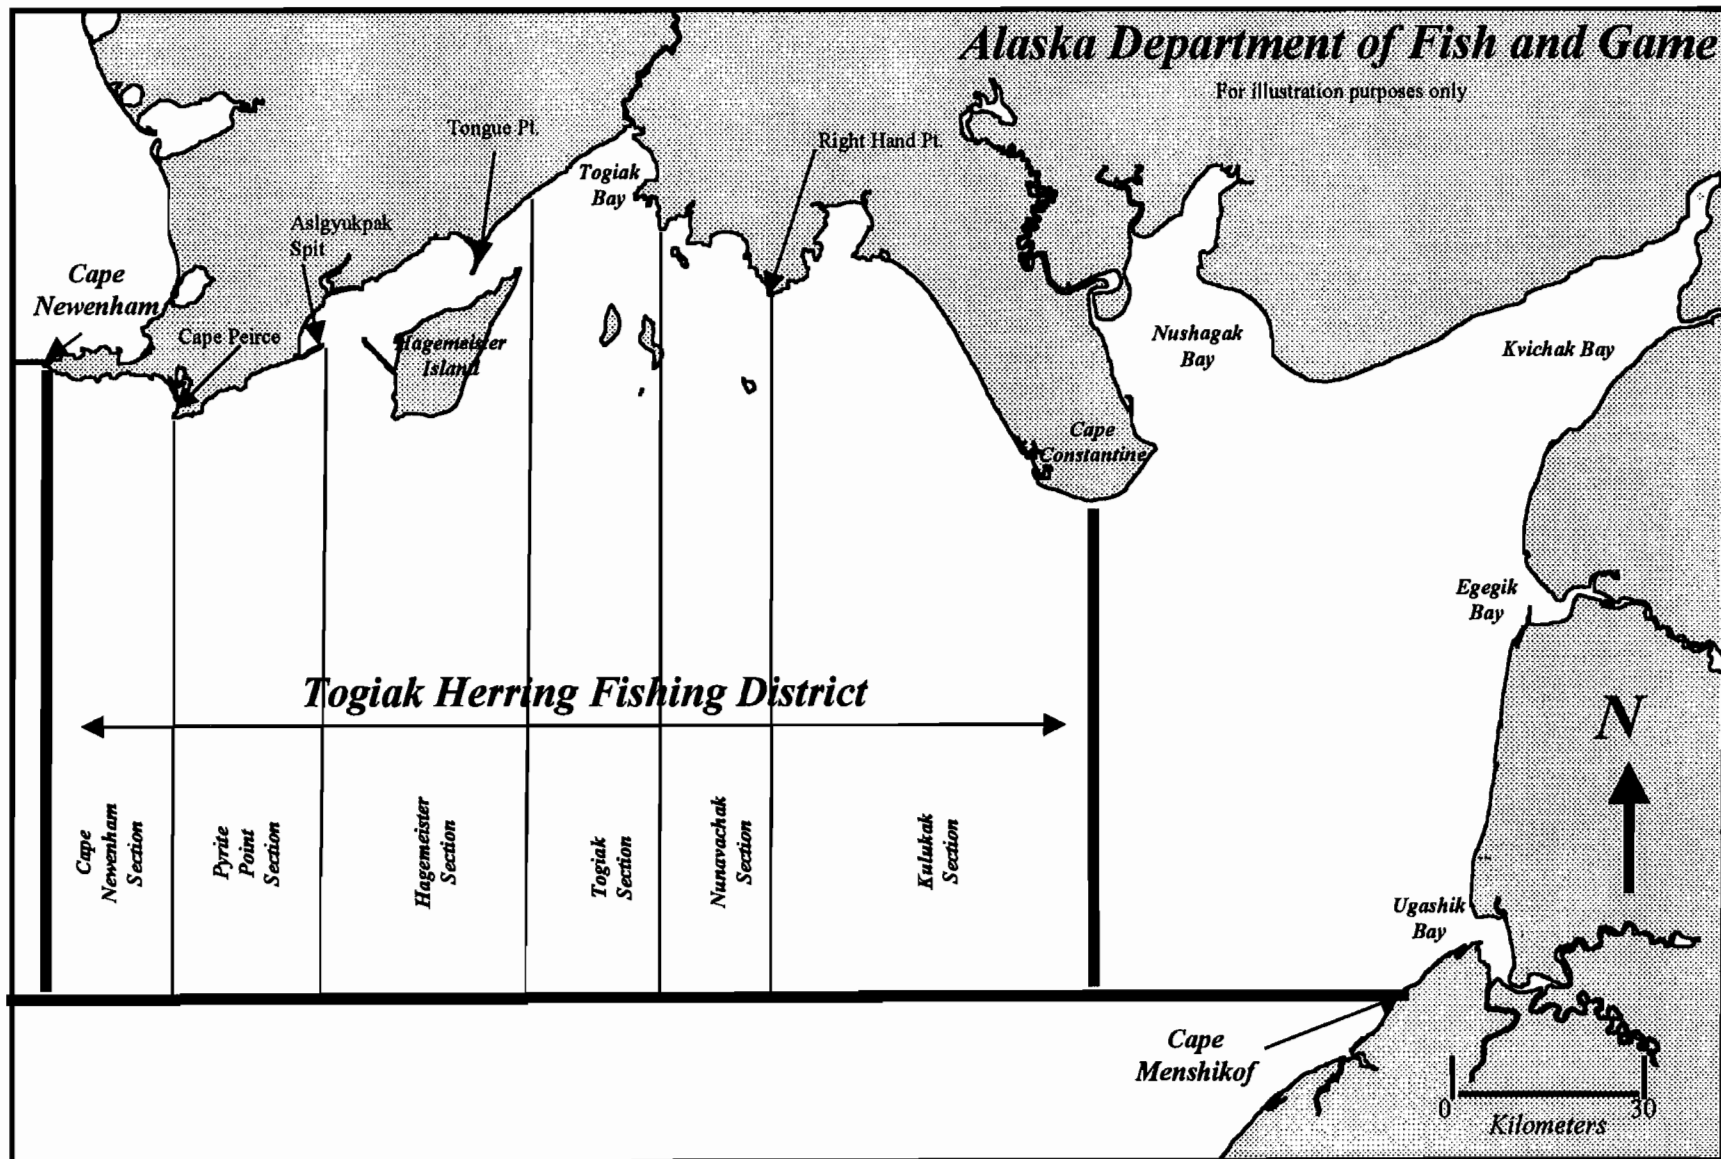 Alaska Department of Fish and Game
For illustration purposes only
Tongue Pt.
Right Hand Pt.
Togiak
Bay
Aslgyukpak
Spit
Cape
Newenham
Cape Peirce
Hagemeister
Island
Nushagak
Bay
Kvichak Bay
Cape
Constantine
Egegik
Bay
Togiak Herring Fishing District
N
Cape
Newenham
Section
Pyrite
Point
Section
Hagemeister
Section
Togiak
Section
Nunavachak
Section
Kulukak
Section
Ugashik
Bay
Cape
Menshikof
0 30
Kilometers